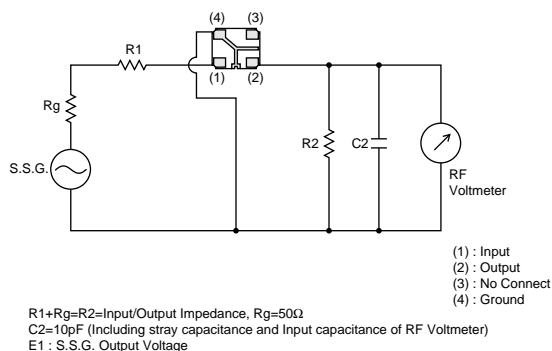 (4) (3)
R1
(1) (2)
Rg
R2 C2
S.S.G.
RF
Voltmeter
(1) : Input
(2) : Output
(3) : No Connect
(4) : Ground
R1+Rg=R2=Input/Output Impedance, Rg=50Ω
C2=10pF (Including stray capacitance and Input capacitance of RF Voltmeter)
E1 : S.S.G. Output Voltage